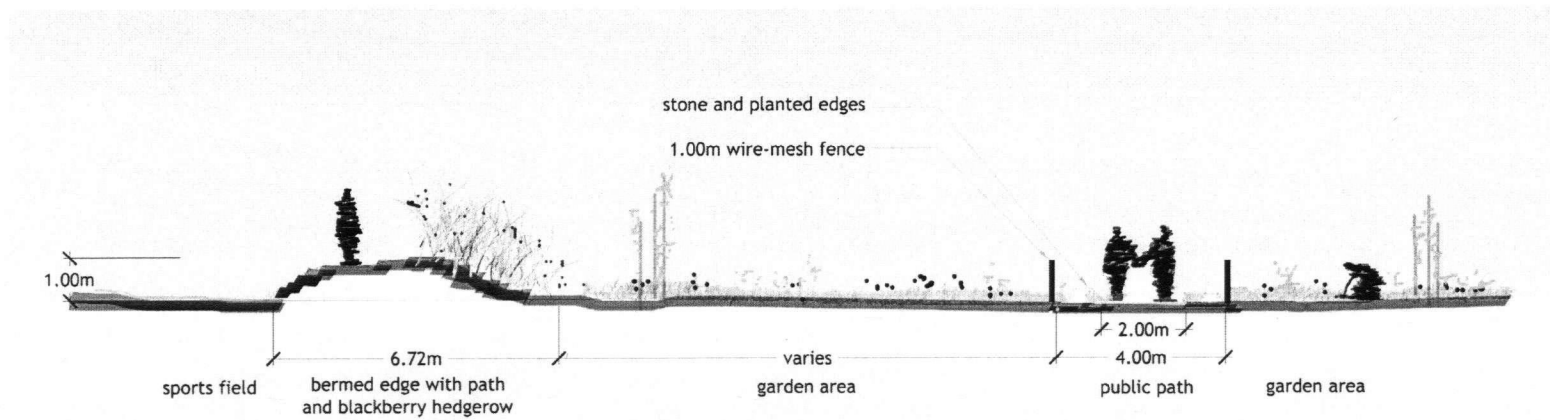 stone and planted edges
1.00m wire-mesh fence
1.00m
2.00m
6.72m
varies
4.00m
sports field
bermed edge with path
and blackberry hedgerow
garden area
public path
garden area